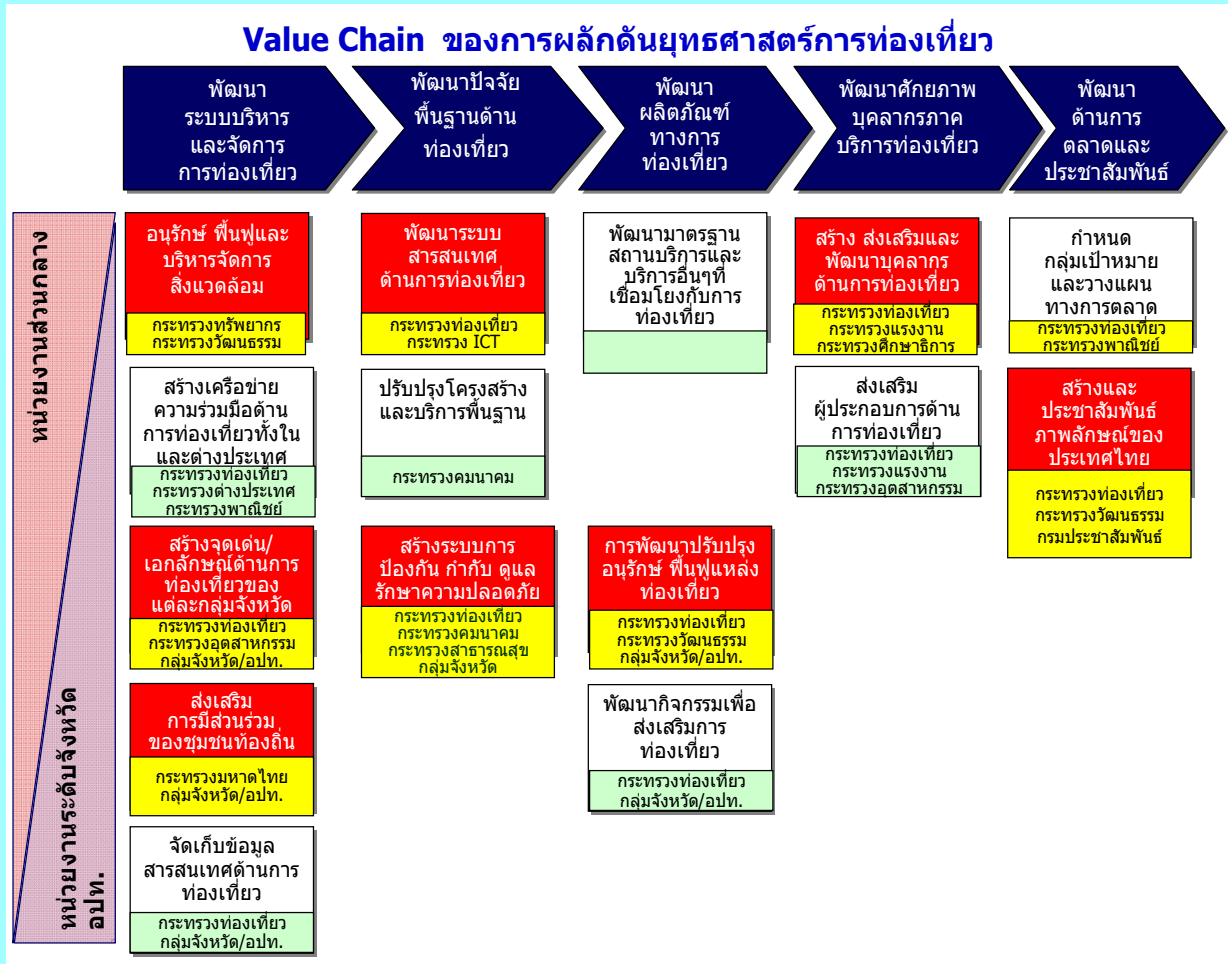 Value Chain ของการผลักดันยุทธศาสตร์การท่องเที่ยว
พัฒนา
ระบบบริหาร
และจัดการ
การท่องเที่ยว
พัฒนาปัจจัย
พื้นฐานด้าน
ท่องเที่ยว
พัฒนา
ผลิตภัณฑ์
ทางการ
ท่องเที่ยว
พัฒนาศักยภาพ
บุคลากรภาค
บริการท่องเที่ยว
พัฒนา
ด้านการ
ตลาดและ
ประชาสัมพันธ์
หน่วยงานส่วนกลาง
หน่วยงานระดับจังหวัด
อปท.
อนุรักษ์ ฟื้นฟูและ
บริหารจัดการ
สิ่งแวดล้อม
กระทรวงทรัพยากร
กระทรวงวัฒนธรรม
สร้างเครือข่าย
ความร่วมมือด้าน
การท่องเที่ยวทั้งใน
และต่างประเทศ
กระทรวงท่องเที่ยว
กระทรวงต่างประเทศ
กระทรวงพาณิชย์
สร้างจุดเด่น/
เอกลักษณ์ด้านการ
ท่องเที่ยวของ
แต่ละกลุ่มจังหวัด
กระทรวงท่องเที่ยว
กระทรวงอุตสาหกรรม
กลุ่มจังหวัด/อปท.
ส่งเสริม
การมีส่วนร่วม
ของชุมชนท้องถิ่น
กระทรวงมหาดไทย
กลุ่มจังหวัด/อปท.
จัดเก็บข้อมูล
สารสนเทศด้านการ
ท่องเที่ยว
กระทรวงท่องเที่ยว
กลุ่มจังหวัด/อปท.
พัฒนาระบบ
สารสนเทศ
ด้านการท่องเที่ยว
กระทรวงท่องเที่ยว
กระทรวง ICT
ปรับปรุงโครงสร้าง
และบริการพื้นฐาน
กระทรวงคมนาคม
สร้างระบบการ
ป้องกัน กำกับ ดูแล
รักษาความปลอดภัย
กระทรวงท่องเที่ยว
กระทรวงคมนาคม
กระทรวงสาธารณสุข
กลุ่มจังหวัด
พัฒนามาตรฐาน
สถานบริการและ
บริการอื่นๆที่
เชื่อมโยงกับการ
ท่องเที่ยว
การพัฒนาปรับปรุง
อนุรักษ์ ฟื้นฟูแหล่ง
ท่องเที่ยว
กระทรวงท่องเที่ยว
กระทรวงวัฒนธรรม
กลุ่มจังหวัด/อปท.
พัฒนากิจกรรมเพื่อ
ส่งเสริมการ
ท่องเที่ยว
กระทรวงท่องเที่ยว
กลุ่มจังหวัด/อปท.
สร้าง ส่งเสริมและ
พัฒนาบุคลากร
ด้านการท่องเที่ยว
กระทรวงท่องเที่ยว
กระทรวงแรงงาน
กระทรวงศึกษาธิการ
ส่งเสริม
ผู้ประกอบการด้าน
การท่องเที่ยว
กระทรวงท่องเที่ยว
กระทรวงแรงงาน
กระทรวงอุตสาหกรรม
กำหนด
กลุ่มเป้าหมาย
และวางแผน
ทางการตลาด
กระทรวงท่องเที่ยว
กระทรวงพาณิชย์
สร้างและ
ประชาสัมพันธ์
ภาพลักษณ์ของ
ประเทศไทย
กระทรวงท่องเที่ยว
กระทรวงวัฒนธรรม
กรมประชาสัมพันธ์